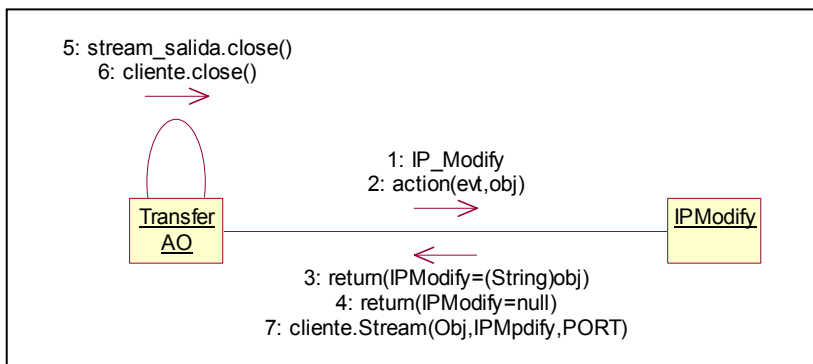 5: stream_salida.close()
6: cliente.close()
1: IP_Modify
2: action(evt,obj)
Transfer
AO
IPModify
3: return(IPModify=(String)obj)
4: return(IPModify=null)
7: cliente.Stream(Obj,IPMpdify,PORT)